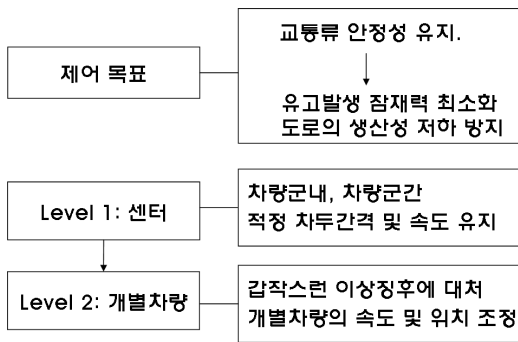 제어 목표
교통류 안정성 유지.
유고발생 잠재력 최소화
도로의 생산성 저하 방지
Level 1: 센터
차량군내, 차량군간
적정 차두간격 및 속도 유지
Level 2: 개별차량
갑작스런 이상징후에 대처
개별차량의 속도 및 위치 조정